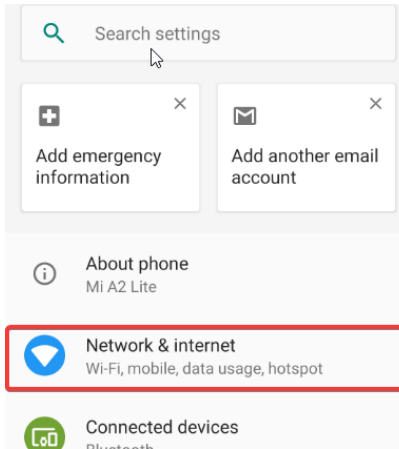 Search settings
Add emergency
information
Add another email
account
About phone
Mi A2 Lite
Network & internet
Wi-Fi, mobile, data usage, hotspot
Connected devices
Bluetooth